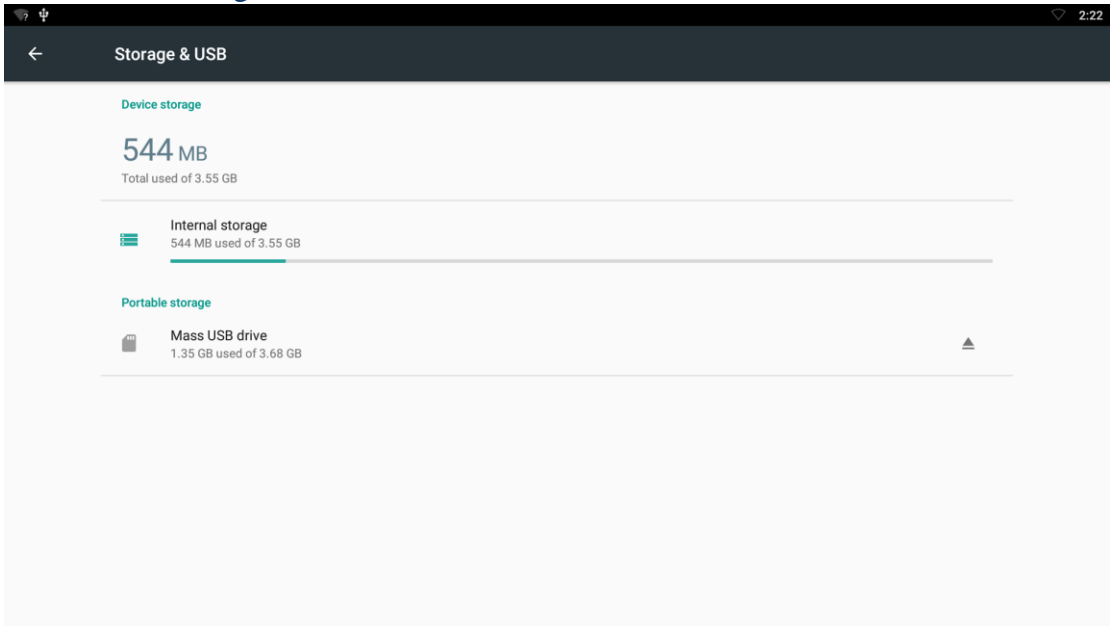 2:22
Storage & USB
Device storage
544 MB
Total used of 3.55 GB
Internal storage
544 MB used of 3.55 GB
Portable storage
Mass USB drive
1.35 GB used of 3.68 GB